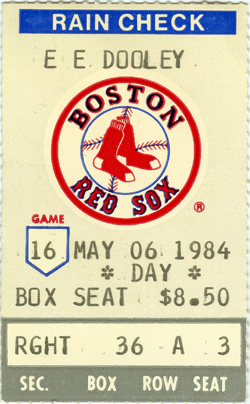 RAIN CHECK
E E DOOLEY
BOSTON
RED SOX
®
GAME
16 MAY 06 1984
* DAY *
BOX SEAT $8.50
RGHT 36 A 3
SEC. BOX ROW SEAT